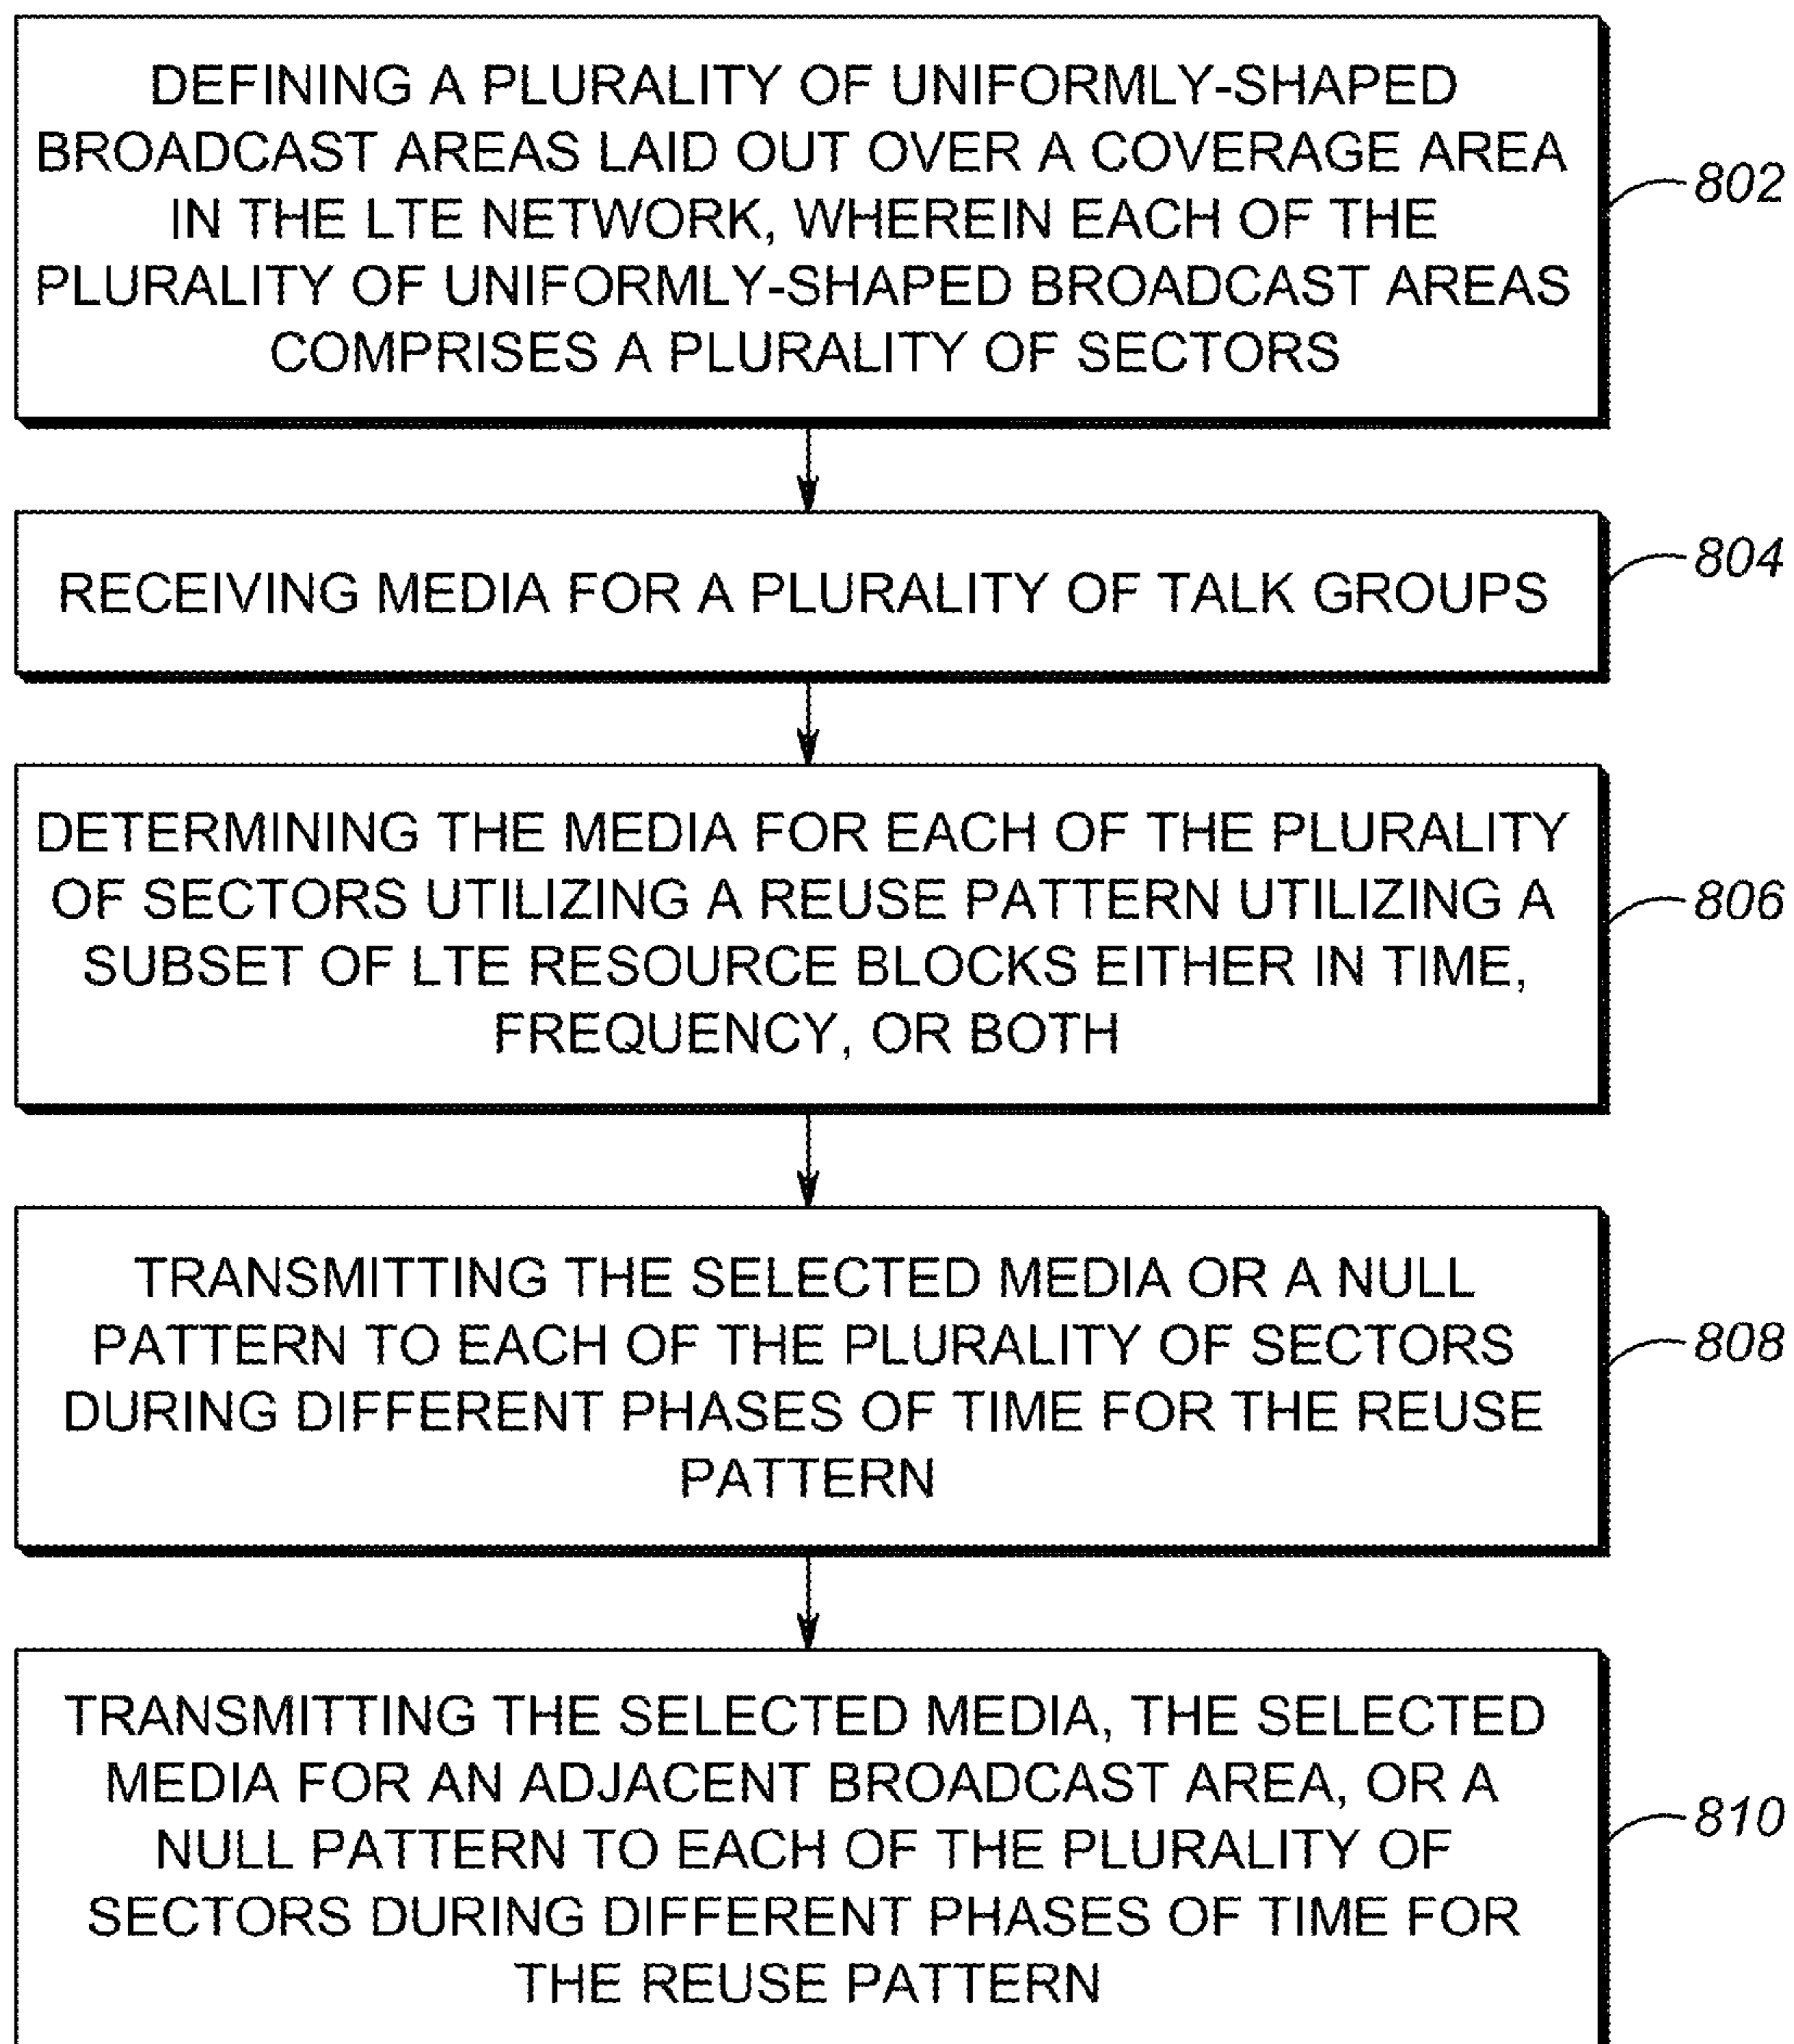 DEFINING A PLURALITY OF UNIFORMLY-SHAPED
BROADCAST AREAS LAID OUT OVER A COVERAGE AREA
IN THE LTE NETWORK, WHEREIN EACH OF THE
PLURALITY OF UNIFORMLY-SHAPED BROADCAST AREAS
COMPRISES A PLURALITY OF SECTORS
802
RECEIVING MEDIA FOR A PLURALITY OF TALK GROUPS
804
DETERMINING THE MEDIA FOR EACH OF THE PLURALITY
OF SECTORS UTILIZING A REUSE PATTERN UTILIZING A
SUBSET OF LTE RESOURCE BLOCKS EITHER IN TIME,
FREQUENCY, OR BOTH
806
TRANSMITTING THE SELECTED MEDIA OR A NULL
PATTERN TO EACH OF THE PLURALITY OF SECTORS
DURING DIFFERENT PHASES OF TIME FOR THE REUSE
PATTERN
808
TRANSMITTING THE SELECTED MEDIA, THE SELECTED
MEDIA FOR AN ADJACENT BROADCAST AREA, OR A
NULL PATTERN TO EACH OF THE PLURALITY OF
SECTORS DURING DIFFERENT PHASES OF TIME FOR
THE REUSE PATTERN
810